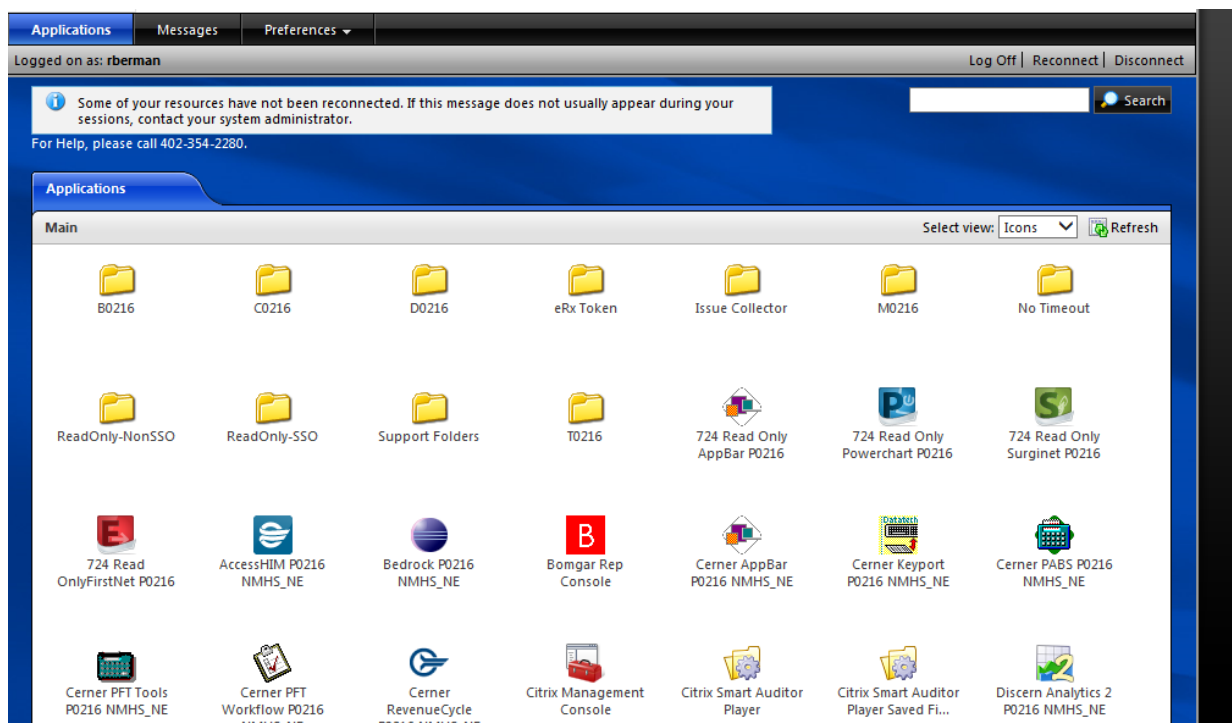 Applications Messages Preferences
Logged on as: rberman Log Off | Reconnect | Disconnect
Some of your resources have not been reconnected. If this message does not usually appear during your
sessions, contact your system administrator.
Search
For Help, please call 402-354-2280.
Applications
Main Select view: Icons Refresh
B0216 C0216 D0216 eRx Token Issue Collector M0216 No Timeout
ReadOnly-NonSSO ReadOnly-SSO Support Folders T0216 724 Read Only 724 Read Only 724 Read Only
AppBar P0216 Powerchart P0216 Surginet P0216
B
Datatech
724 Read AccessHIM P0216 Bedrock P0216 Bomgar Rep Cerner AppBar Cerner Keyport Cerner PABS P0216
OnlyFirstNet P0216 NMHS_NE NMHS_NE Console P0216 NMHS_NE P0216 NMHS_NE NMHS_NE
Cerner PFT Tools Cerner PFT Cerner Citrix Management Citrix Smart Auditor Citrix Smart Auditor Discern Analytics 2
P0216 NMHS_NE Workflow P0216 RevenueCycle Console Player Player Saved Fi... P0216 NMHS_NE